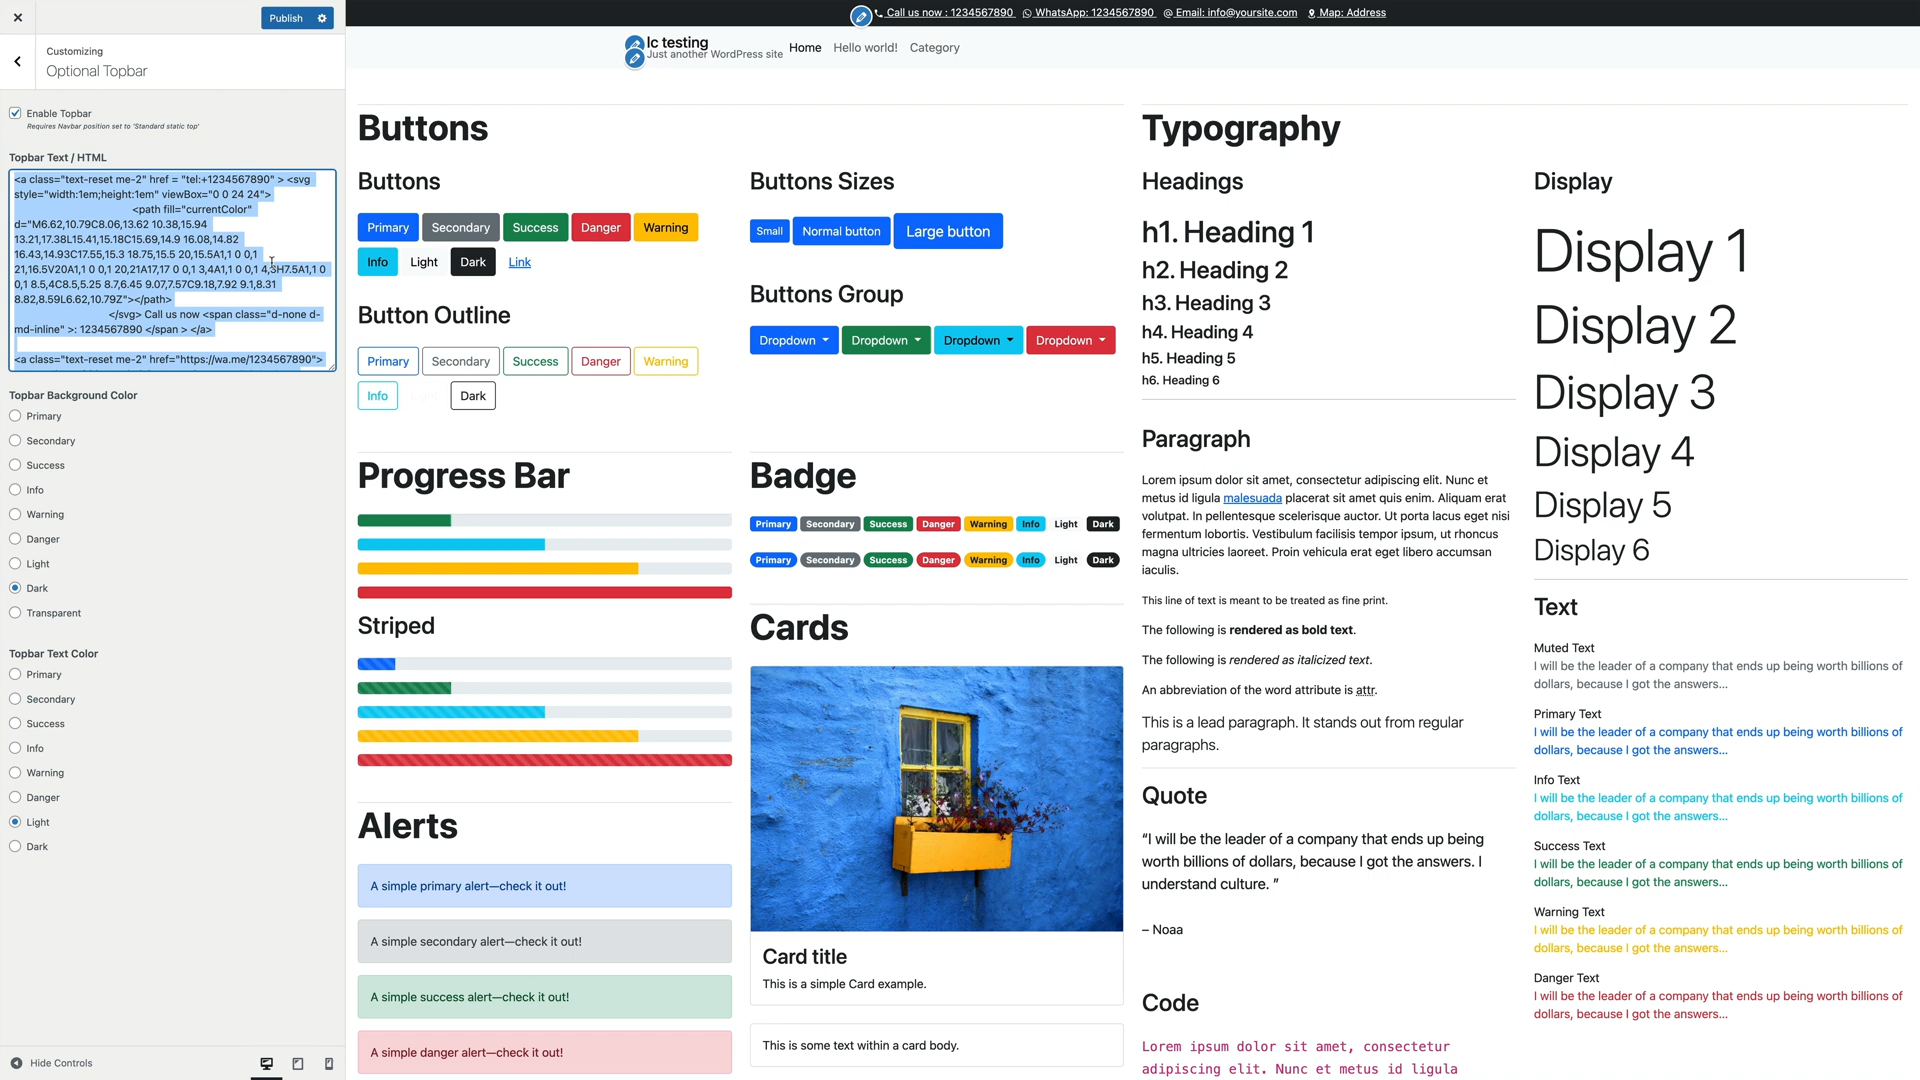 Publish
Customizing
Optional Topbar
Enable Topbar
Requires Navbar position set to 'Standard static top'
Topbar Text / HTML
<a class="text-reset me-2" href = "tel:+1234567890" > <svg
style="width:1em;height:1em" viewBox="0 0 24 24">
<path fill="currentColor"
d="M6.62,10.79C8.06,13.62 10.38,15.94
13.21,17.38L15.41,15.18C15.69,14.9 16.08,14.82
16.43,14.93C17.55,15.3 18.75,15.5 20,15.5A1,1 0 0,1
21,16.5V20A1,1 0 0,1 20,21A17,17 0 0,1 3,4A1,1 0 0,1 4,3H7.5A1,1 0
0,1 8.5,4C8.5,5.25 8.7,6.45 9.07,7.57C9.18,7.92 9.1,8.31
8.82,8.59L6.62,10.79Z"></path>
</svg> Call us now <span class="d-none d-
md-inline" >: 1234567890 </span > </a>
<a class="text-reset me-2" href="https://wa.me/1234567890">
Topbar Background Color
Primary
Secondary
Success
Info
Warning
Danger
Light
Dark
Transparent
Topbar Text Color
Primary
Secondary
Success
Info
Warning
Danger
Light
Dark
Hide Controls
Call us now : 1234567890 WhatsApp: 1234567890 Email: info@yoursite.com Map: Address
lc testing
Just another WordPress site
Home Hello world! Category
Buttons
Buttons
Primary Secondary Success Danger Warning
Info Light Dark Link
Button Outline
Primary Secondary Success Danger Warning
Info Light Dark
Buttons Sizes
Small Normal button Large button
Buttons Group
Dropdown Dropdown Dropdown Dropdown
Progress Bar
Striped
Alerts
A simple primary alert—check it out!
A simple secondary alert—check it out!
A simple success alert—check it out!
A simple danger alert—check it out!
Badge
Primary Secondary Success Danger Warning Info Light Dark
Primary Secondary Success Danger Warning Info Light Dark
Cards
Card title
This is a simple Card example.
This is some text within a card body.
Typography
Headings
h1. Heading 1
h2. Heading 2
h3. Heading 3
h4. Heading 4
h5. Heading 5
h6. Heading 6
Paragraph
Lorem ipsum dolor sit amet, consectetur adipiscing elit. Nunc et
metus id ligula malesuada placerat sit amet quis enim. Aliquam erat
volutpat. In pellentesque scelerisque auctor. Ut porta lacus eget nisi
fermentum lobortis. Vestibulum facilisis tempor ipsum, ut rhoncus
magna ultricies laoreet. Proin vehicula erat eget libero accumsan
iaculis.
This line of text is meant to be treated as fine print.
The following is rendered as bold text.
The following is rendered as italicized text.
An abbreviation of the word attribute is attr.
This is a lead paragraph. It stands out from regular
paragraphs.
Quote
“I will be the leader of a company that ends up being
worth billions of dollars, because I got the answers. I
understand culture. ”
– Noaa
Code
Lorem ipsum dolor sit amet, consectetur
adipiscing elit. Nunc et metus id ligula
Display
Display 1
Display 2
Display 3
Display 4
Display 5
Display 6
Text
Muted Text
I will be the leader of a company that ends up being worth billions of
dollars, because I got the answers...
Primary Text
I will be the leader of a company that ends up being worth billions of
dollars, because I got the answers...
Info Text
I will be the leader of a company that ends up being worth billions of
dollars, because I got the answers...
Success Text
I will be the leader of a company that ends up being worth billions of
dollars, because I got the answers...
Warning Text
I will be the leader of a company that ends up being worth billions of
dollars, because I got the answers...
Danger Text
I will be the leader of a company that ends up being worth billions of
dollars, because I got the answers...